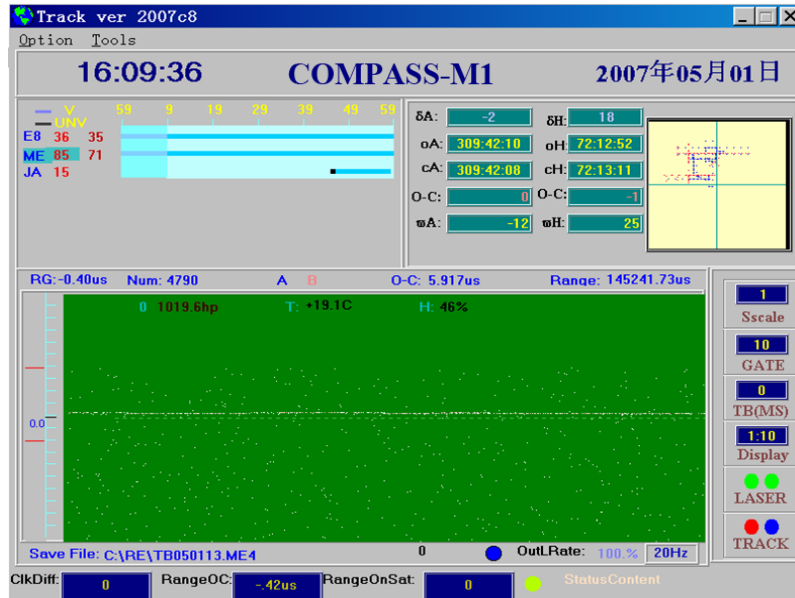 Track ver 2007c8
Option Tools
16:09:36 COMPASS-M1 2007年05月01日
V 59 9 19 29 39 49 59
UNV
E8 36 35
ME 85 71
JA 15
δA: -2 δH: 18
oA: 309:42:10 oH: 72:12:52
cA: 309:42:08 cH: 72:13:11
O-C: 0 O-C: -1
ϖA: -12 ϖH: 25
RG:-0.40us Num: 4790 A B O-C: 5.917us Range: 145241.73us
0 1019.6hp T: +19.1C H: 46%
0.0
1
Sscale
10
GATE
0
TB(MS)
1:10
Display
LASER
TRACK
Save File: C:\RE\TB050113.ME4 0 OutLRate: 100.% 20Hz
ClkDiff: 0 RangeOC: -.42us RangeOnSat: 0 StatusContent